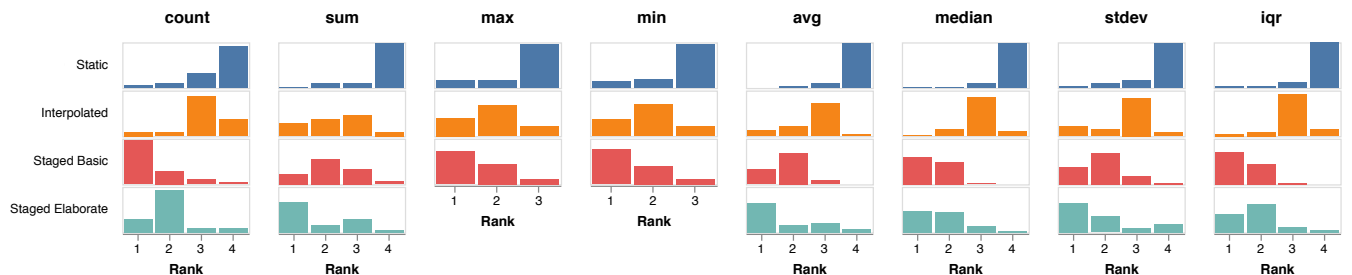 count sum max min avg median stdev iqr
Static
Interpolated
Staged Basic
1 2 3 1 2 3
Rank Rank
Staged Elaborate
1 2 3 4 1 2 3 4 1 2 3 4 1 2 3 4 1 2 3 4 1 2 3 4
Rank Rank Rank Rank Rank Rank